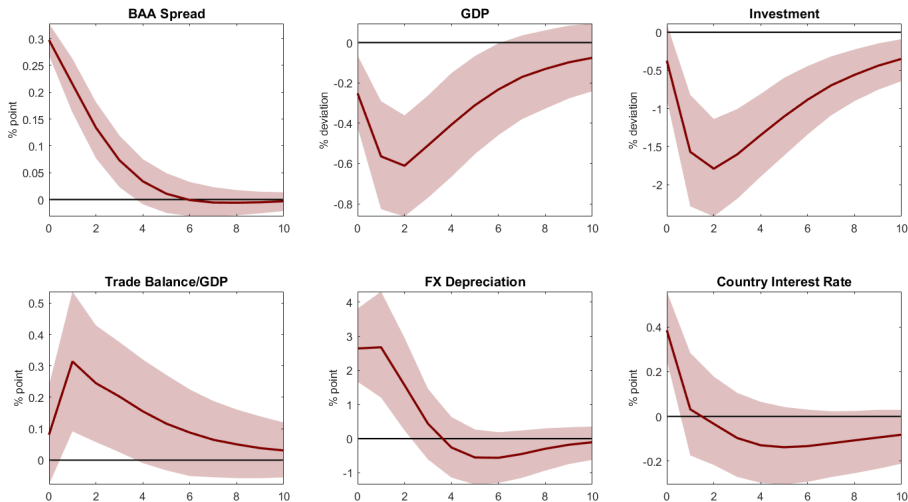 BAA Spread
0.3
0.25
0.2
0.15
0.1
0.05
0
% point
0 2 4 6 8 10
GDP
0
-0.2
-0.4
-0.6
-0.8
% deviation
0 2 4 6 8 10
Investment
0
-0.5
-1
-1.5
-2
% deviation
0 2 4 6 8 10
Trade Balance/GDP
0.5
0.4
0.3
0.2
0.1
0
% point
0 2 4 6 8 10
FX Depreciation
4
3
2
1
0
-1
% point
0 2 4 6 8 10
Country Interest Rate
0.4
0.2
0
-0.2
% point
0 2 4 6 8 10